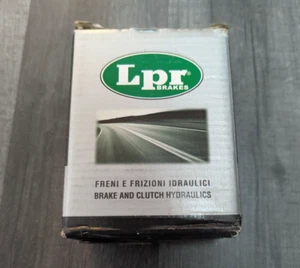 Lpr®
BRAKES
FRENI E FRIZIONI IDRAULICI
BRAKE AND CLUTCH HYDRAULICS